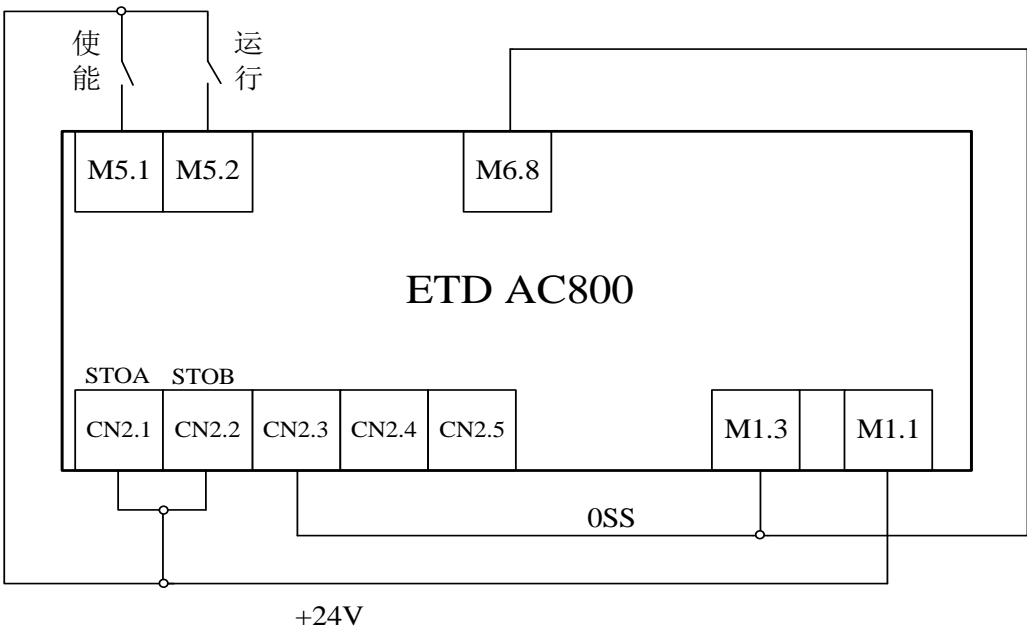 使能
运行
M5.1 M5.2 M6.8
ETD AC800
STOA STOB
CN2.1 CN2.2 CN2.3 CN2.4 CN2.5 M1.3 M1.1
0SS
+24V